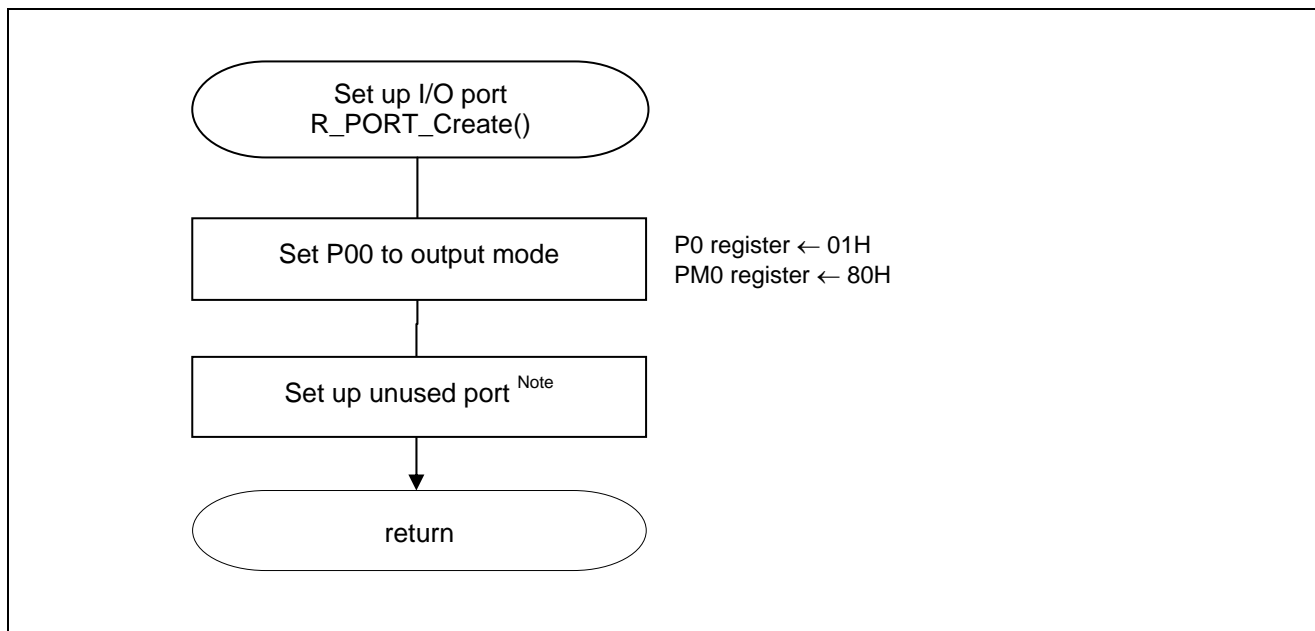 Set up I/O port
R_PORT_Create()
Set P00 to output mode
P0 register ← 01H
PM0 register ← 80H
Set up unused port Note
return